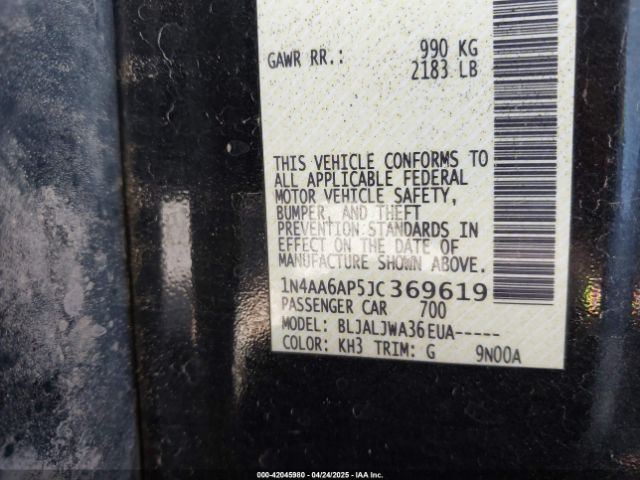 GAWR RR.: 990 KG
2183 LB
THIS VEHICLE CONFORMS TO
ALL APPLICABLE FEDERAL
MOTOR VEHICLE SAFETY,
BUMPER, AND THEFT
PREVENTION STANDARDS IN
EFFECT ON THE DATE OF
MANUFACTURE SHOWN ABOVE.
1N4AA6AP5JC369619
PASSENGER CAR 700
MODEL: BLJALJWA36EUA-----
COLOR: KH3 TRIM: G 9N00A
000-42045980 - 04/24/2025 - IAA Inc.